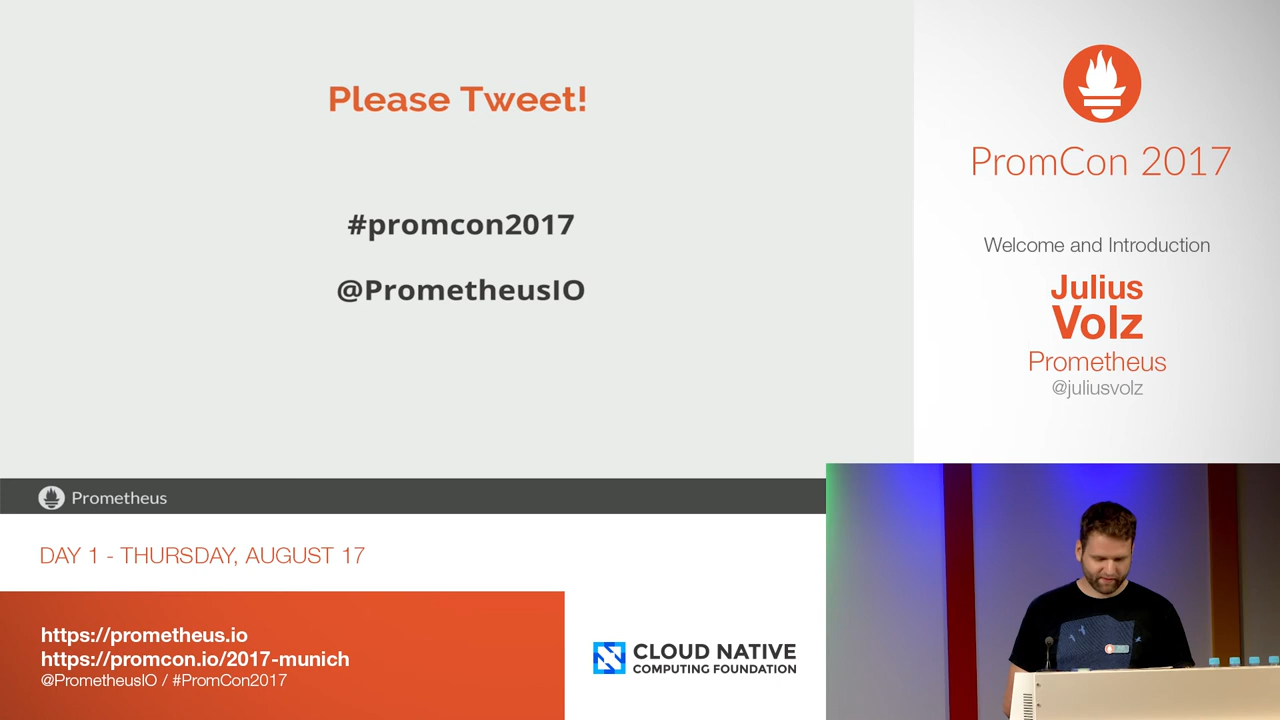 Please Tweet!
#promcon2017
@PrometheusIO
Prometheus
PromCon 2017
Welcome and Introduction
Julius
Volz
Prometheus
@juliusvolz
DAY 1 - THURSDAY, AUGUST 17
https://prometheus.io
https://promcon.io/2017-munich
@PrometheusIO / #PromCon2017
CLOUD NATIVE
COMPUTING FOUNDATION